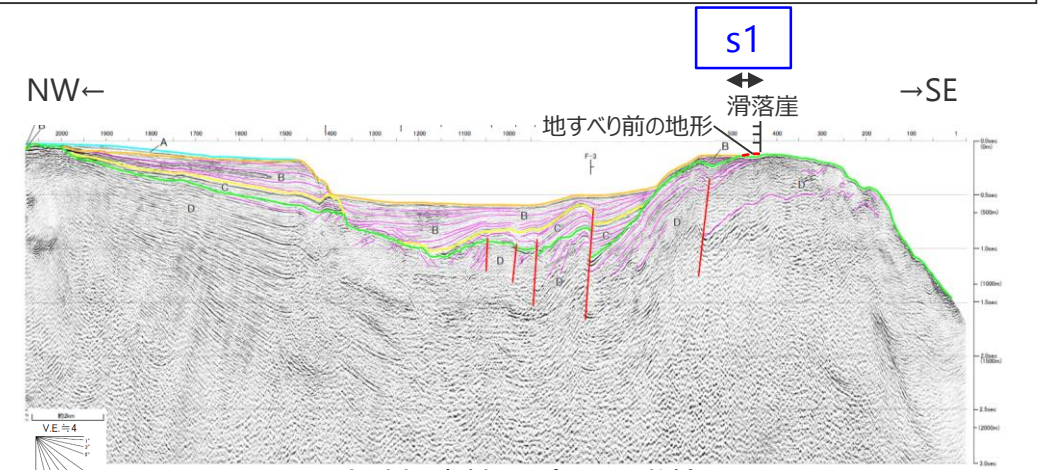 s1
NW← →SE
滑落崖
地すべり前の地形
2000 1900 1800 1700 1600 1500 1400 1300 1200 1100 1000 500 400 300 200 100 1
0.0sec
(0m)
A
B
B
F-3
B
C
D
D
0.5sec
(500m)
B
B
C
C
D
D
D
1.0sec
(1000m)
1.5sec
2.0sec
(1500m)
2.5sec
(2000m)
3.0sec
約2km
V.E.≒4